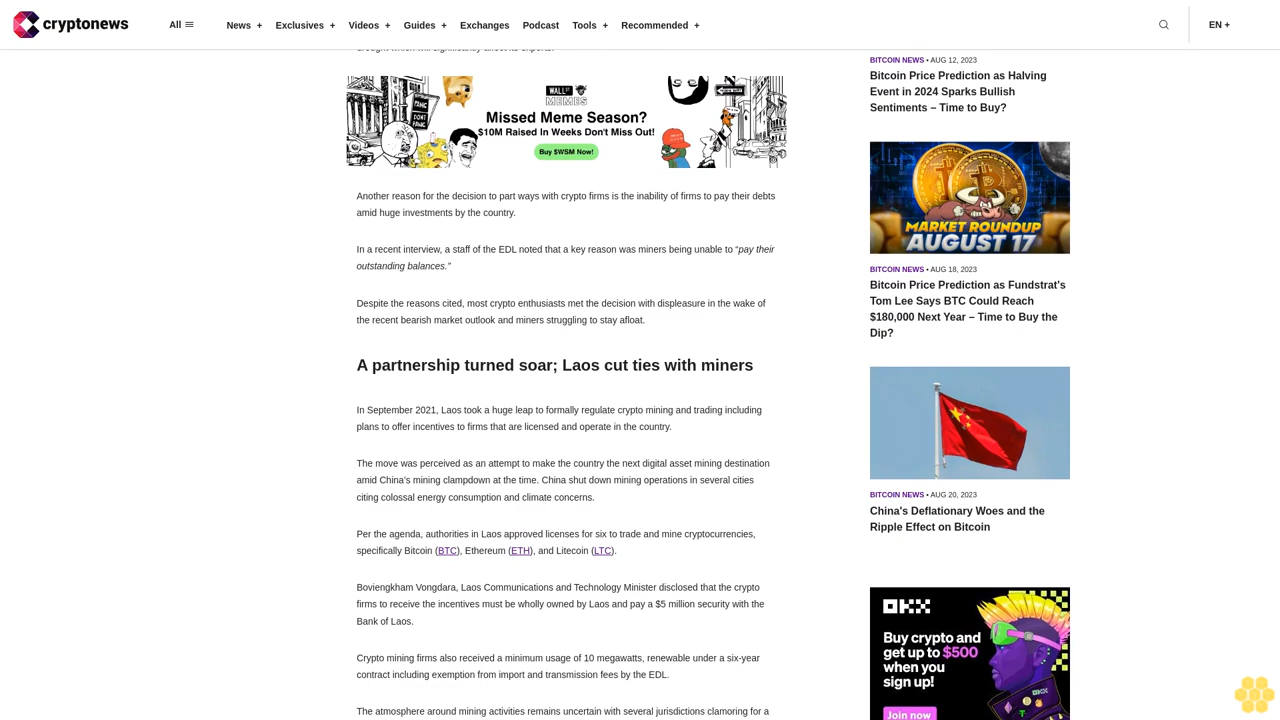 cryptonews
All
News +
Exclusives +
Videos +
Guides +
Exchanges
Podcast
Tools +
Recommended +
EN +
WALL ST
MEMES
Missed Meme Season?
$10M Raised In Weeks Don't Miss Out!
Buy $WSM Now!
PANIC
DON'T
PANIC
Another reason for the decision to part ways with crypto firms is the inability of firms to pay their debts
amid huge investments by the country.
In a recent interview, a staff of the EDL noted that a key reason was miners being unable to “pay their
outstanding balances.”
Despite the reasons cited, most crypto enthusiasts met the decision with displeasure in the wake of
the recent bearish market outlook and miners struggling to stay afloat.
A partnership turned soar; Laos cut ties with miners
In September 2021, Laos took a huge leap to formally regulate crypto mining and trading including
plans to offer incentives to firms that are licensed and operate in the country.
The move was perceived as an attempt to make the country the next digital asset mining destination
amid China’s mining clampdown at the time. China shut down mining operations in several cities
citing colossal energy consumption and climate concerns.
Per the agenda, authorities in Laos approved licenses for six to trade and mine cryptocurrencies,
specifically Bitcoin (BTC), Ethereum (ETH), and Litecoin (LTC).
Boviengkham Vongdara, Laos Communications and Technology Minister disclosed that the crypto
firms to receive the incentives must be wholly owned by Laos and pay a $5 million security with the
Bank of Laos.
Crypto mining firms also received a minimum usage of 10 megawatts, renewable under a six-year
contract including exemption from import and transmission fees by the EDL.
The atmosphere around mining activities remains uncertain with several jurisdictions clamoring for a
BITCOIN NEWS • AUG 12, 2023
Bitcoin Price Prediction as Halving
Event in 2024 Sparks Bullish
Sentiments – Time to Buy?
MARKET ROUNDUP
AUGUST 17
BITCOIN NEWS • AUG 18, 2023
Bitcoin Price Prediction as Fundstrat's
Tom Lee Says BTC Could Reach
$180,000 Next Year – Time to Buy the
Dip?
BITCOIN NEWS • AUG 20, 2023
China's Deflationary Woes and the
Ripple Effect on Bitcoin
OKX
Buy crypto and
get up to $500
when you
sign up!
Join now